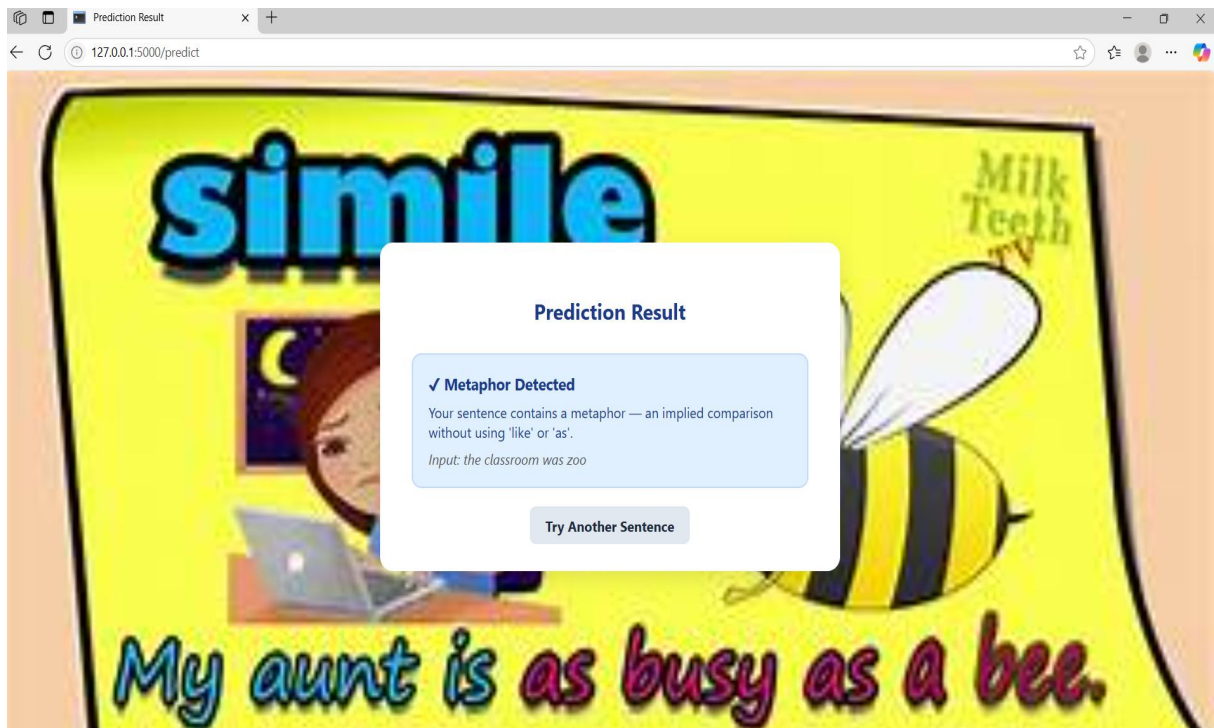 Prediction Result
127.0.0.1:5000/predict
simile
Milk
Teeth
TV
Prediction Result
✓ Metaphor Detected
Your sentence contains a metaphor — an implied comparison
without using 'like' or 'as'.
Input: the classroom was zoo
Try Another Sentence
My aunt is as busy as a bee.